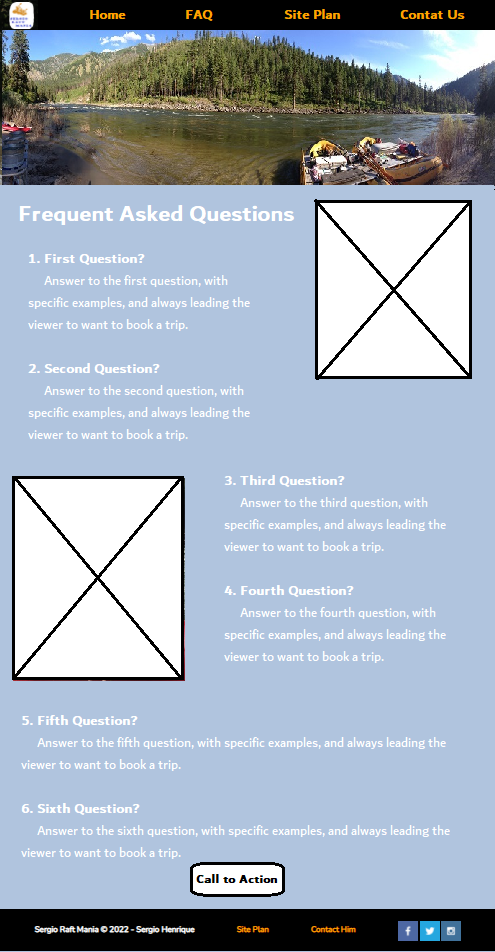 Home FAQ Site Plan Contat Us
Frequent Asked Questions
1. First Question?
Answer to the first question, with
specific examples, and always leading the
viewer to want to book a trip.
2. Second Question?
Answer to the second question, with
specific examples, and always leading the
viewer to want to book a trip.
3. Third Question?
Answer to the third question, with
specific examples, and always leading the
viewer to want to book a trip.
4. Fourth Question?
Answer to the fourth question, with
specific examples, and always leading the
viewer to want to book a trip.
5. Fifth Question?
Answer to the fifth question, with specific examples, and always leading the
viewer to want to book a trip.
6. Sixth Question?
Answer to the sixth question, with specific examples, and always leading the
viewer to want to book a trip.
Call to Action
Sergio Raft Mania © 2022 - Sergio Henrique Site Plan Contact Him